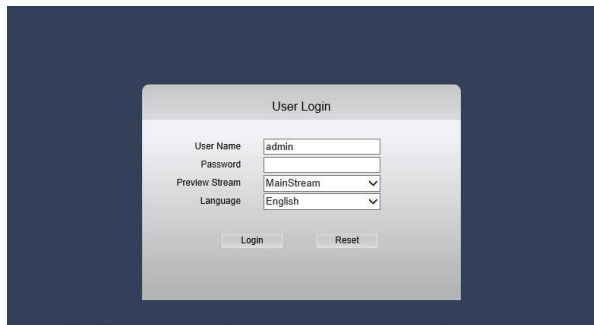 User Login
User Name admin
Password
Preview Stream MainStream
Language English
Login Reset